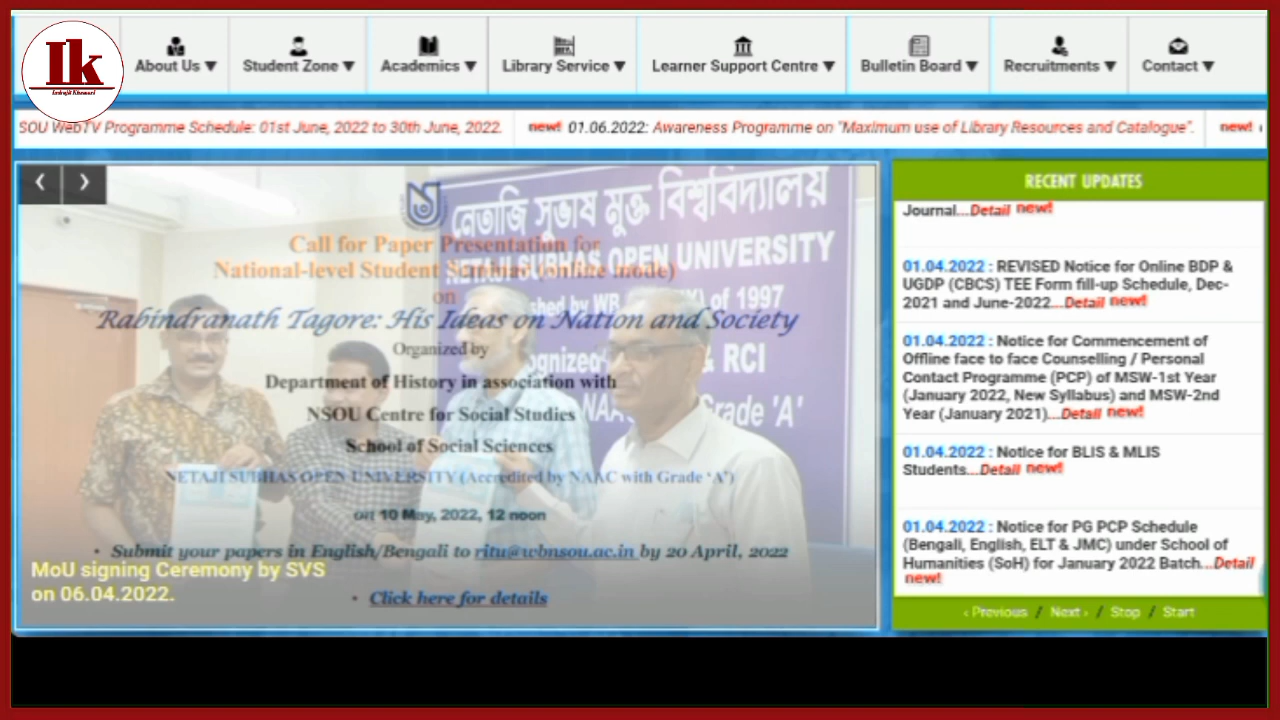 Ik
Indrajit Khamaru
About Us ▼
Student Zone ▼
Academics ▼
Library Service ▼
Learner Support Centre ▼
Bulletin Board ▼
Recruitments ▼
Contact ▼
SOU WebTV Programme Schedule: 01st June, 2022 to 30th June, 2022. new! 01.06.2022: Awareness Programme on "Maximum use of Library Resources and Catalogue". new!
নেতাজি সুভাষ মুক্ত বিশ্ববিদ্যালয়
NETAJI SUBHAS OPEN UNIVERSITY
of 1997
& RCI
Grade 'A'
Call for Paper Presentation for
National-level Student Seminar (online mode)
on
Rabindranath Tagore: His Ideas on Nation and Society
Organized by
Department of History in association with
NSOU Centre for Social Studies
School of Social Sciences
NETAJI SUBHAS OPEN UNIVERSITY (Accredited by NAAC with Grade 'A')
on 10 May, 2022, 12 noon
• Submit your papers in English/Bengali to ritu@wbnsou.ac.in by 20 April, 2022
• Click here for details
MoU signing Ceremony by SVS
on 06.04.2022.
RECENT UPDATES
Journal...Detail new!
01.04.2022 : REVISED Notice for Online BDP &
UGDP (CBCS) TEE Form fill-up Schedule, Dec-
2021 and June-2022...Detail new!
01.04.2022 : Notice for Commencement of
Offline face to face Counselling / Personal
Contact Programme (PCP) of MSW-1st Year
(January 2022, New Syllabus) and MSW-2nd
Year (January 2021)...Detail new!
01.04.2022 : Notice for BLIS & MLIS
Students...Detail new!
01.04.2022 : Notice for PG PCP Schedule
(Bengali, English, ELT & JMC) under School of
Humanities (SoH) for January 2022 Batch...Detail
new!
‹ Previous / Next › / Stop / Start